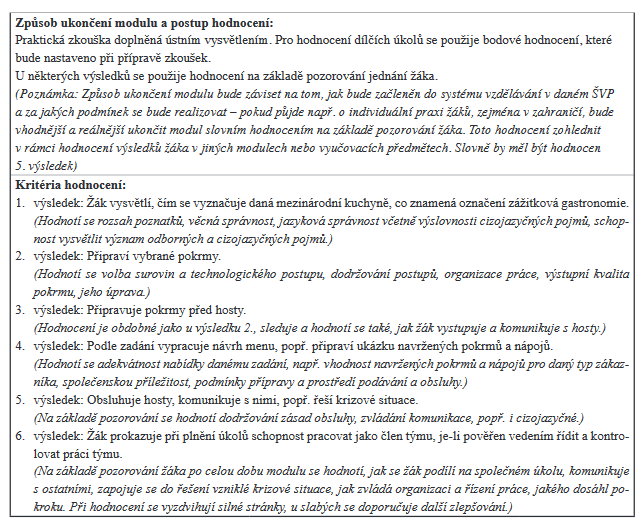 Způsob ukončení modulu a postup hodnocení:
Praktická zkouška doplněná ústním vysvětlením. Pro hodnocení dílčích úkolů se použije bodové hodnocení, které
bude nastaveno při přípravě zkoušek.
U některých výsledků se použije hodnocení na základě pozorování jednání žáka.
(Poznámka: Způsob ukončení modulu bude záviset na tom, jak bude začleněn do systému vzdělávání v daném ŠVP
a za jakých podmínek se bude realizovat – pokud půjde např. o individuální praxi žáků, zejména v zahraničí, bude
vhodnější a reálnější ukončit modul slovním hodnocením na základě pozorování žáka. Toto hodnocení zohlednit
v rámci hodnocení výsledků žáka v jiných modulech nebo vyučovacích předmětech. Slovně by měl být hodnocen
5. výsledek)
Kritéria hodnocení:
1. výsledek: Žák vysvětlí, čím se vyznačuje daná mezinárodní kuchyně, co znamená označení zážitková gastronomie.
(Hodnotí se rozsah poznatků, věcná správnost, jazyková správnost včetně výslovnosti cizojazyčných pojmů, schop-
nost vysvětlit význam odborných a cizojazyčných pojmů.)
2. výsledek: Připraví vybrané pokrmy.
(Hodnotí se volba surovin a technologického postupu, dodržování postupů, organizace práce, výstupní kvalita
pokrmu, jeho úprava.)
3. výsledek: Připravuje pokrmy před hosty.
(Hodnocení je obdobné jako u výsledku 2., sleduje a hodnotí se také, jak žák vystupuje a komunikuje s hosty.)
4. výsledek: Podle zadání vypracuje návrh menu, popř. připraví ukázku navržených pokrmů a nápojů.
(Hodnotí se adekvátnost nabídky danému zadání, např. vhodnost navržených pokrmů a nápojů pro daný typ zákaz-
níka, společenskou příležitost, podmínky přípravy a prostředí podávání a obsluhy.)
5. výsledek: Obsluhuje hosty, komunikuje s nimi, popř. řeší krizové situace.
(Na základě pozorování se hodnotí dodržování zásad obsluhy, zvládání komunikace, popř. i cizojazyčné.)
6. výsledek: Žák prokazuje při plnění úkolů schopnost pracovat jako člen týmu, je-li pověřen vedením řídit a kontro-
lovat práci týmu.
(Na základě pozorování žáka po celou dobu modulu se hodnotí, jak se žák podílí na společném úkolu, komunikuje
s ostatními, zapojuje se do řešení vzniklé krizové situace, jak zvládá organizaci a řízení práce, jakého dosáhl po-
kroku. Při hodnocení se vyzdvihují silné stránky, u slabých se doporučuje další zlepšování.)